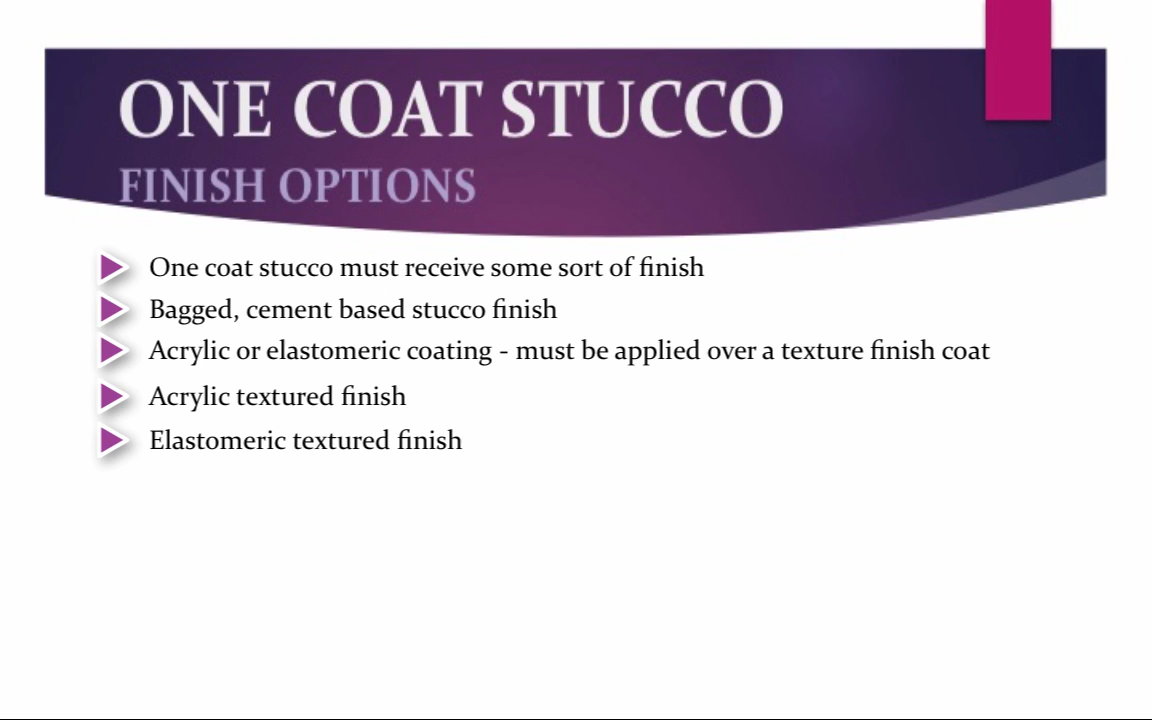 ONE COAT STUCCO
FINISH OPTIONS
One coat stucco must receive some sort of finish
Bagged, cement based stucco finish
Acrylic or elastomeric coating - must be applied over a texture finish coat
Acrylic textured finish
Elastomeric textured finish